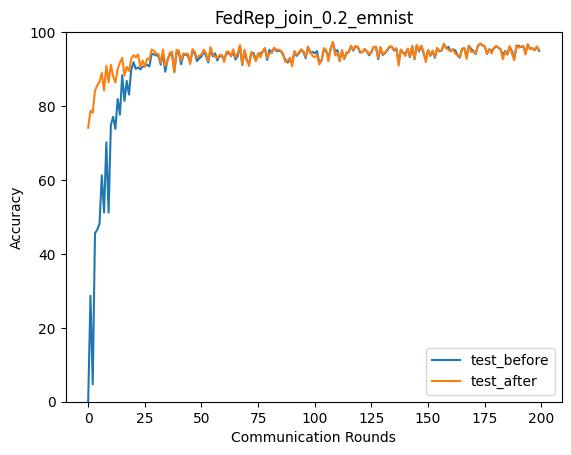 FedRep_join_0.2_emnist
100
80
60
40
20
0
Accuracy
test_before
test_after
0 25 50 75 100 125 150 175 200
Communication Rounds